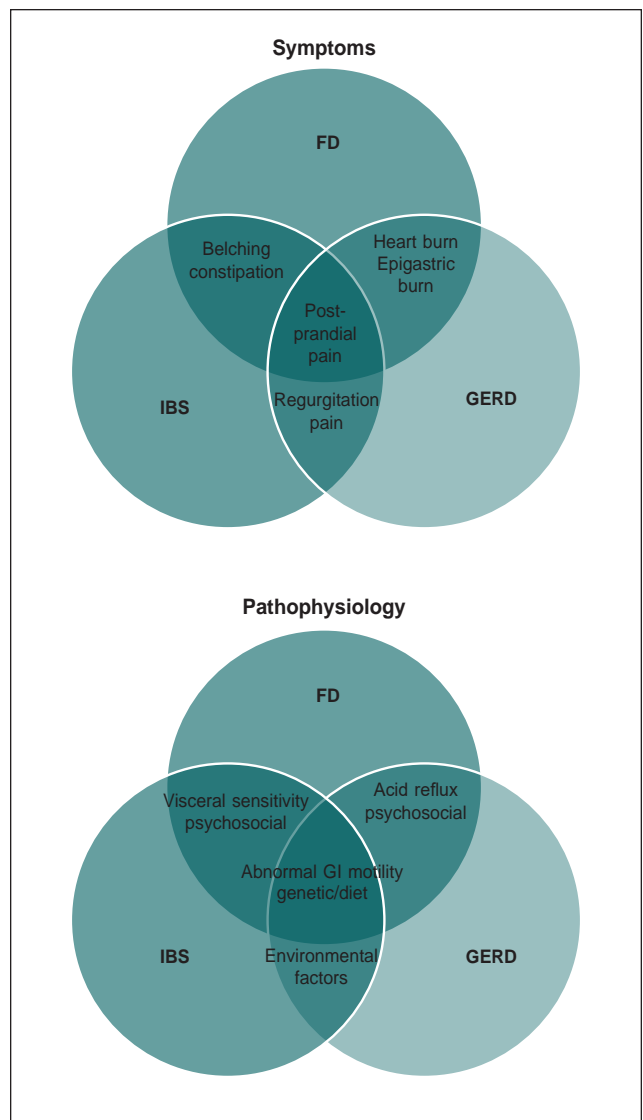 Symptoms
FD
Belching
constipation
Heart burn
Epigastric
burn
Post-
prandial
pain
IBS
Regurgitation
pain
GERD
Pathophysiology
FD
Visceral sensitivity
psychosocial
Acid reflux
psychosocial
Abnormal GI motility
genetic/diet
IBS
Environmental
factors
GERD